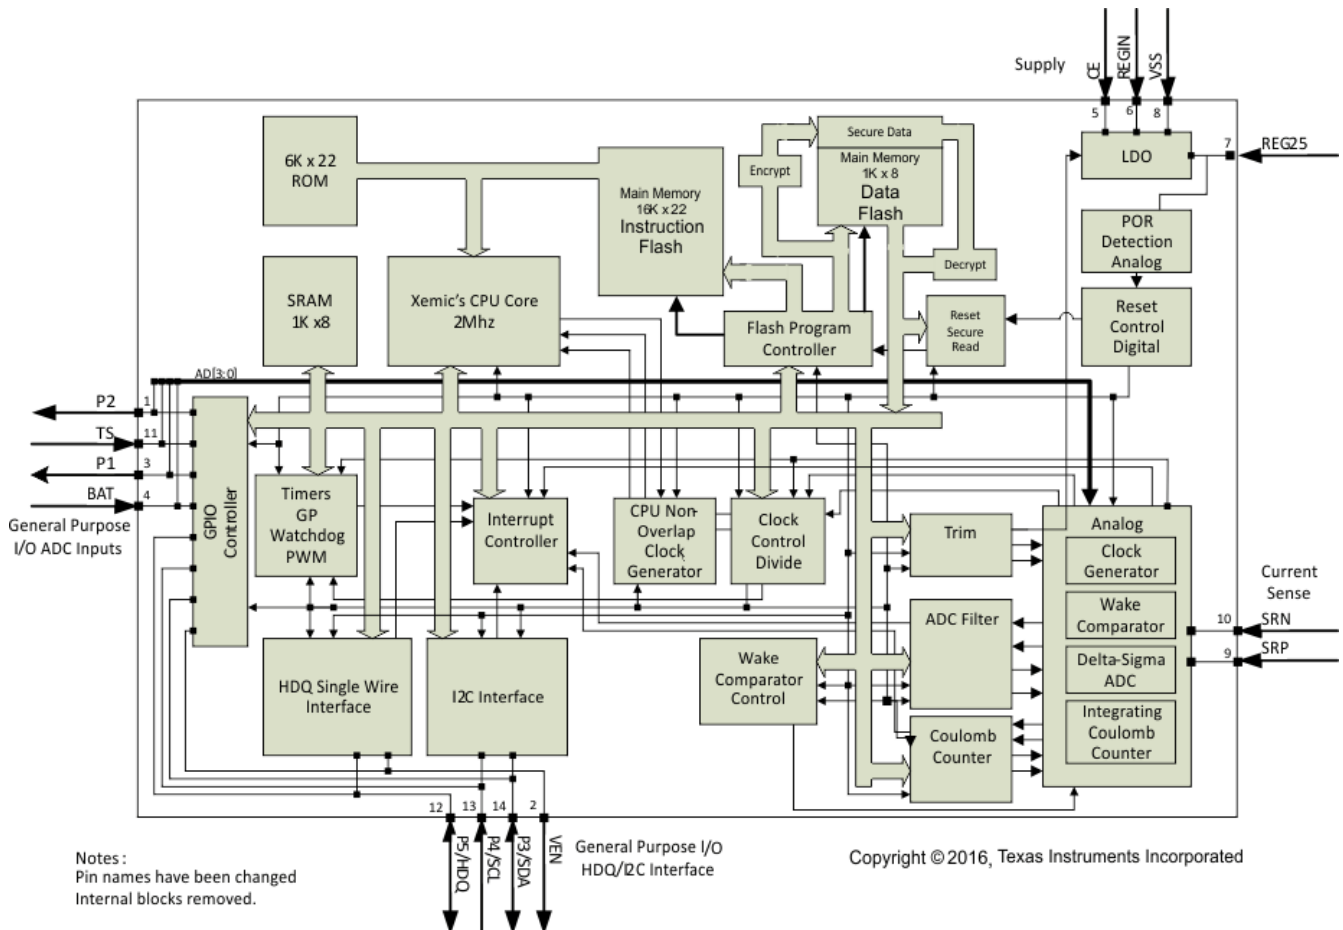 Supply
CE
REGIN
VSS
5
6
8
6K x 22
ROM
Main Memory
16K x 22
Instruction
Flash
Encrypt
Secure Data
Main Memory
1K x 8
Data
Flash
Decrypt
LDO
7
REG25
POR
Detection
Analog
SRAM
1K x8
Xemic's CPU Core
2Mhz
Flash Program
Controller
Reset
Secure
Read
Reset
Control
Digital
AD[3:0]
P2
1
TS
11
P1
3
BAT
4
General Purpose
I/O ADC Inputs
GPIO
Controller
Timers
GP
Watchdog
PWM
Interrupt
Controller
CPU Non-
Overlap
Clock
Generator
Clock
Control
Divide
Trim
Analog
Clock
Generator
Wake
Comparator
Delta-Sigma
ADC
Integrating
Coulomb
Counter
Current
Sense
10
SRN
9
SRP
ADC Filter
HDQ Single Wire
Interface
I2C Interface
Wake
Comparator
Control
Coulomb
Counter
12
13
14
2
P5/HDQ
P4/SCL
P3/SDA
VEN
General Purpose I/O
HDQ/I2C Interface
Notes :
Pin names have been changed
Internal blocks removed.
Copyright © 2016, Texas Instruments Incorporated